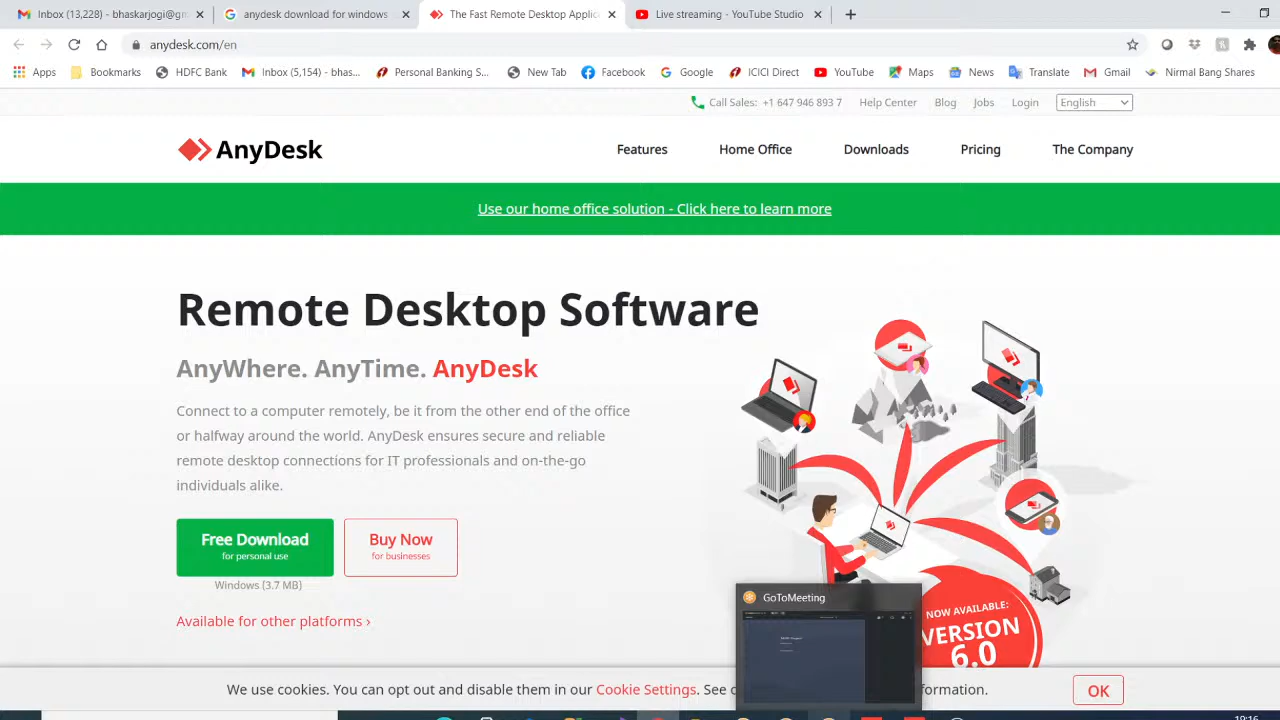 Inbox (13,228) - bhaskarjogi@gm
anydesk download for windows
The Fast Remote Desktop Applic
Live streaming - YouTube Studio
anydesk.com/en
Apps
Bookmarks
HDFC Bank
Inbox (5,154) - bhas...
Personal Banking S...
New Tab
Facebook
Google
ICICI Direct
YouTube
Maps
News
Translate
Gmail
Nirmal Bang Shares
Call Sales: +1 647 946 893 7
Help Center
Blog
Jobs
Login
English
AnyDesk
Features
Home Office
Downloads
Pricing
The Company
Use our home office solution - Click here to learn more
Remote Desktop Software
AnyWhere. AnyTime. AnyDesk
Connect to a computer remotely, be it from the other end of the office
or halfway around the world. AnyDesk ensures secure and reliable
remote desktop connections for IT professionals and on-the-go
individuals alike.
Free Download
for personal use
Buy Now
for businesses
Windows (3.7 MB)
Available for other platforms ›
GoToMeeting
NOW AVAILABLE:
VERSION
6.0
We use cookies. You can opt out and disable them in our Cookie Settings. See
formation.
OK
19:16